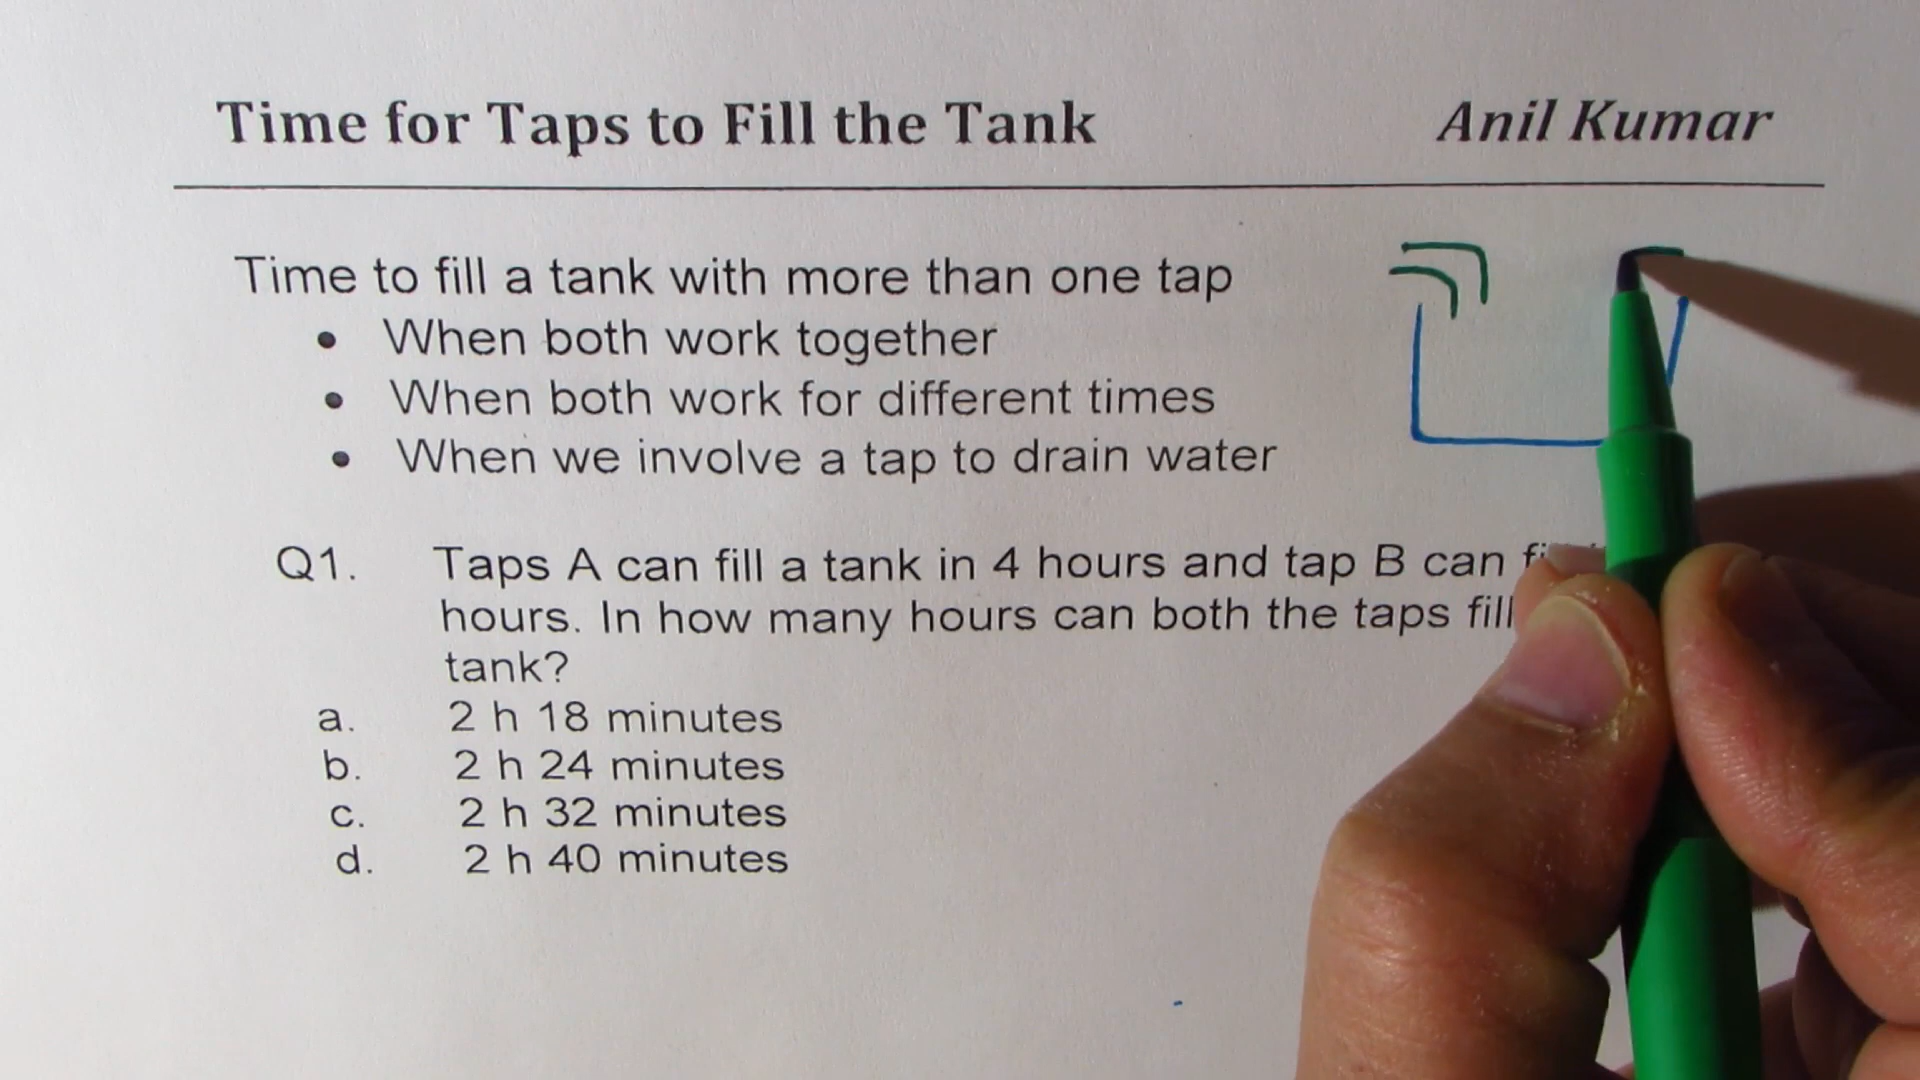 Time for Taps to Fill the Tank Anil Kumar
Time to fill a tank with more than one tap
• When both work together
• When both work for different times
• When we involve a tap to drain water
Q1. Taps A can fill a tank in 4 hours and tap B can
hours. In how many hours can both the taps fill
tank?
a. 2 h 18 minutes
b. 2 h 24 minutes
c. 2 h 32 minutes
d. 2 h 40 minutes